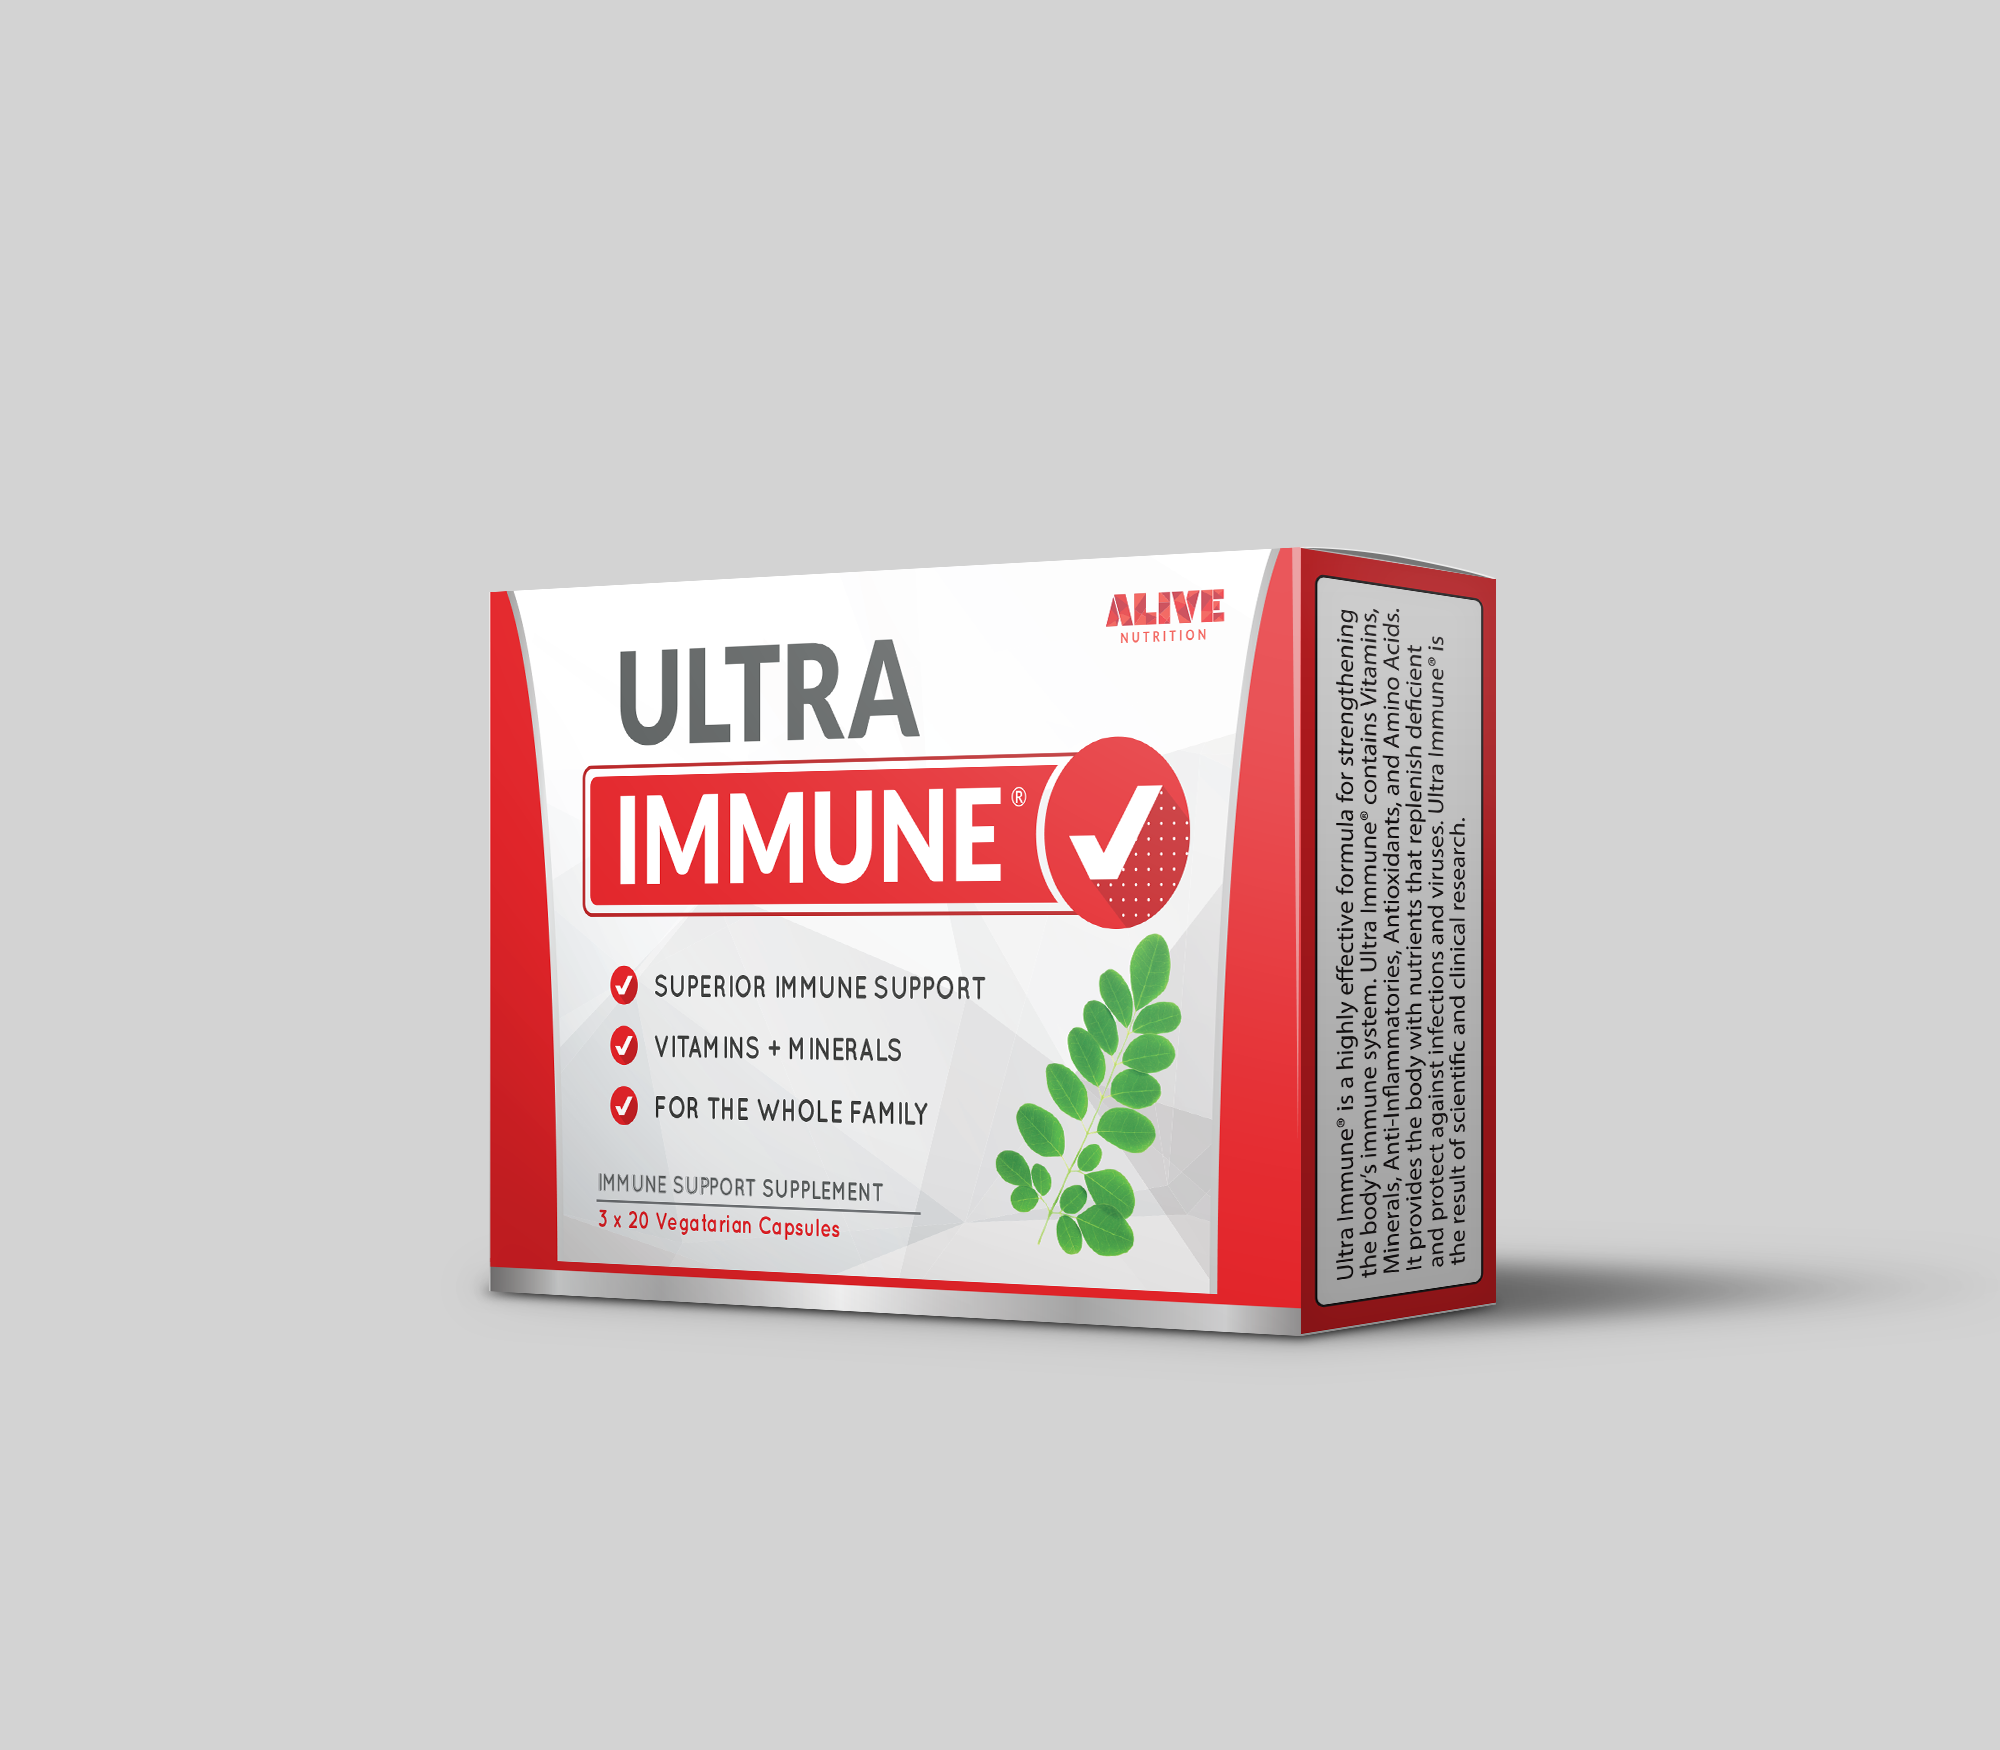 ALIVE
NUTRITION
ULTRA
IMMUNE®
SUPERIOR IMMUNE SUPPORT
VITAMINS + MINERALS
FOR THE WHOLE FAMILY
IMMUNE SUPPORT SUPPLEMENT
3 x 20 Vegatarian Capsules
Ultra Immune® is a highly effective formula for strengthening
the body's immune system. Ultra Immune® contains Vitamins,
Minerals, Anti-Inflammatories, Antioxidants, and Amino Acids.
It provides the body with nutrients that replenish deficient
and protect against infections and viruses. Ultra Immune® is
the result of scientific and clinical research.